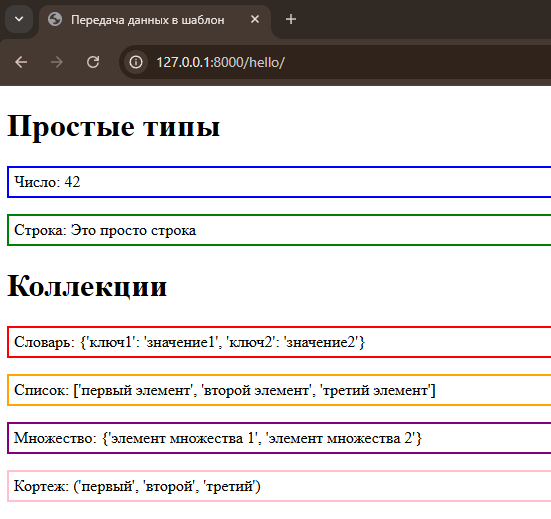 Передача данных в шаблон
127.0.0.1:8000/hello/
Простые типы
Число: 42
Строка: Это просто строка
Коллекции
Словарь: {'ключ1': 'значение1', 'ключ2': 'значение2'}
Список: ['первый элемент', 'второй элемент', 'третий элемент']
Множество: {'элемент множества 1', 'элемент множества 2'}
Кортеж: ('первый', 'второй', 'третий')